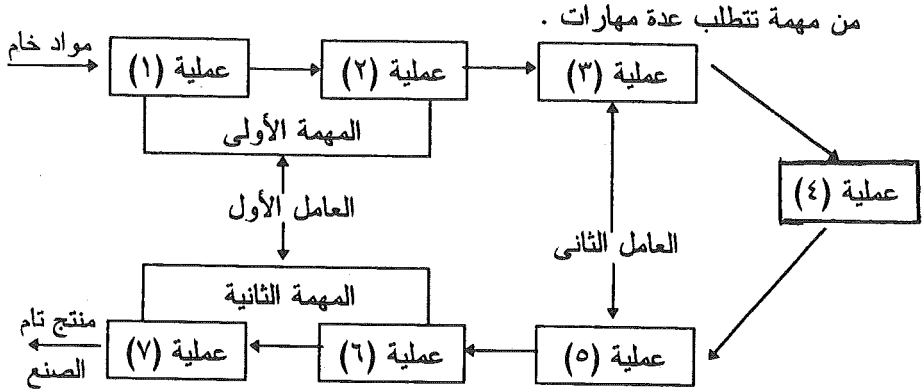 من مهمة تتطلب عدة مهارات .
مواد خام
عملية (١)
عملية (٢)
عملية (٣)
المهمة الأولى
عملية (٤)
العامل الأول
العامل الثانى
المهمة الثانية
منتج تام
الصنع
عملية (٧)
عملية (٦)
عملية (٥)